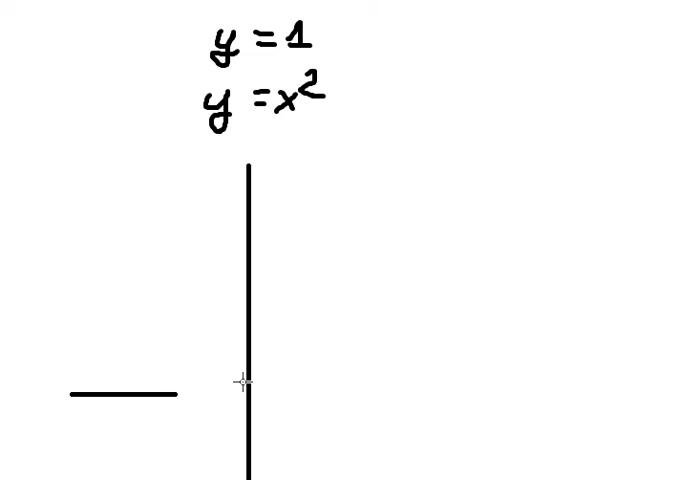 y = 1
y = x²